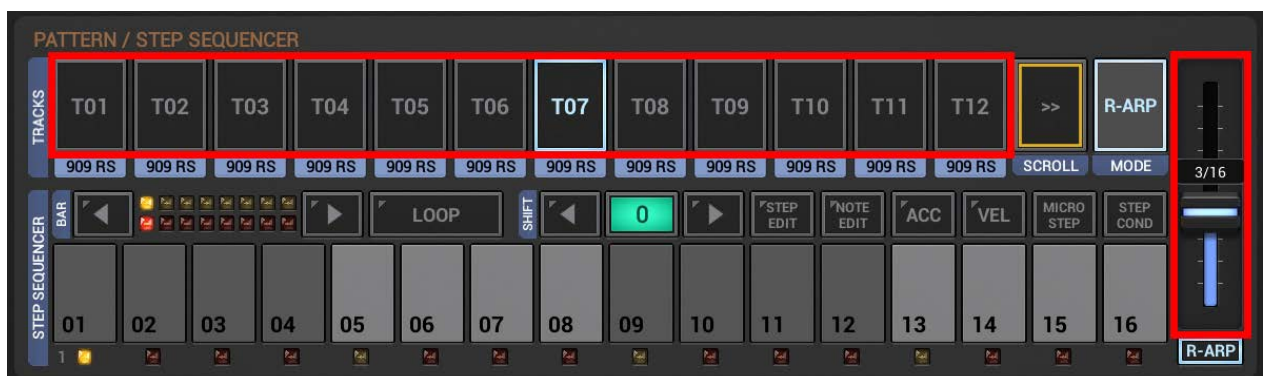 PATTERN / STEP SEQUENCER
TRACKS
T01 T02 T03 T04 T05 T06 T07 T08 T09 T10 T11 T12 >> R-ARP
909 RS 909 RS 909 RS 909 RS 909 RS 909 RS 909 RS 909 RS 909 RS 909 RS 909 RS 909 RS SCROLL MODE
3/16
STEP SEQUENCER
BAR LOOP SHIFT 0 STEP EDIT NOTE EDIT ACC VEL MICRO STEP STEP COND
01 02 03 04 05 06 07 08 09 10 11 12 13 14 15 16
1
R-ARP